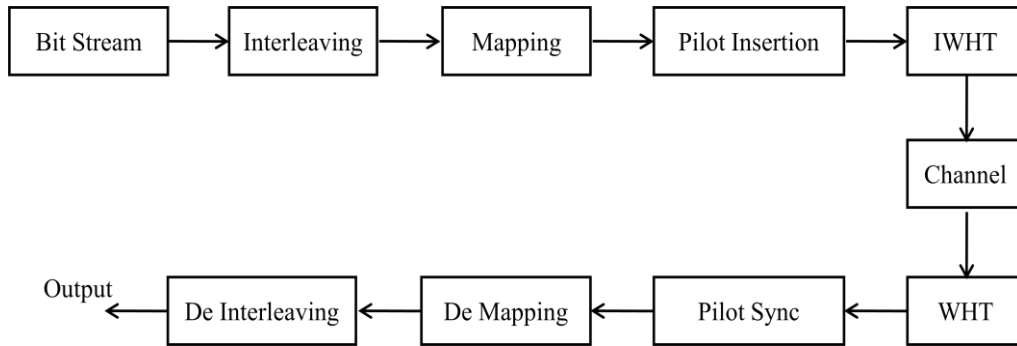 Bit Stream
Interleaving
Mapping
Pilot Insertion
IWHT
Channel
WHT
Pilot Sync
De Mapping
De Interleaving
Output